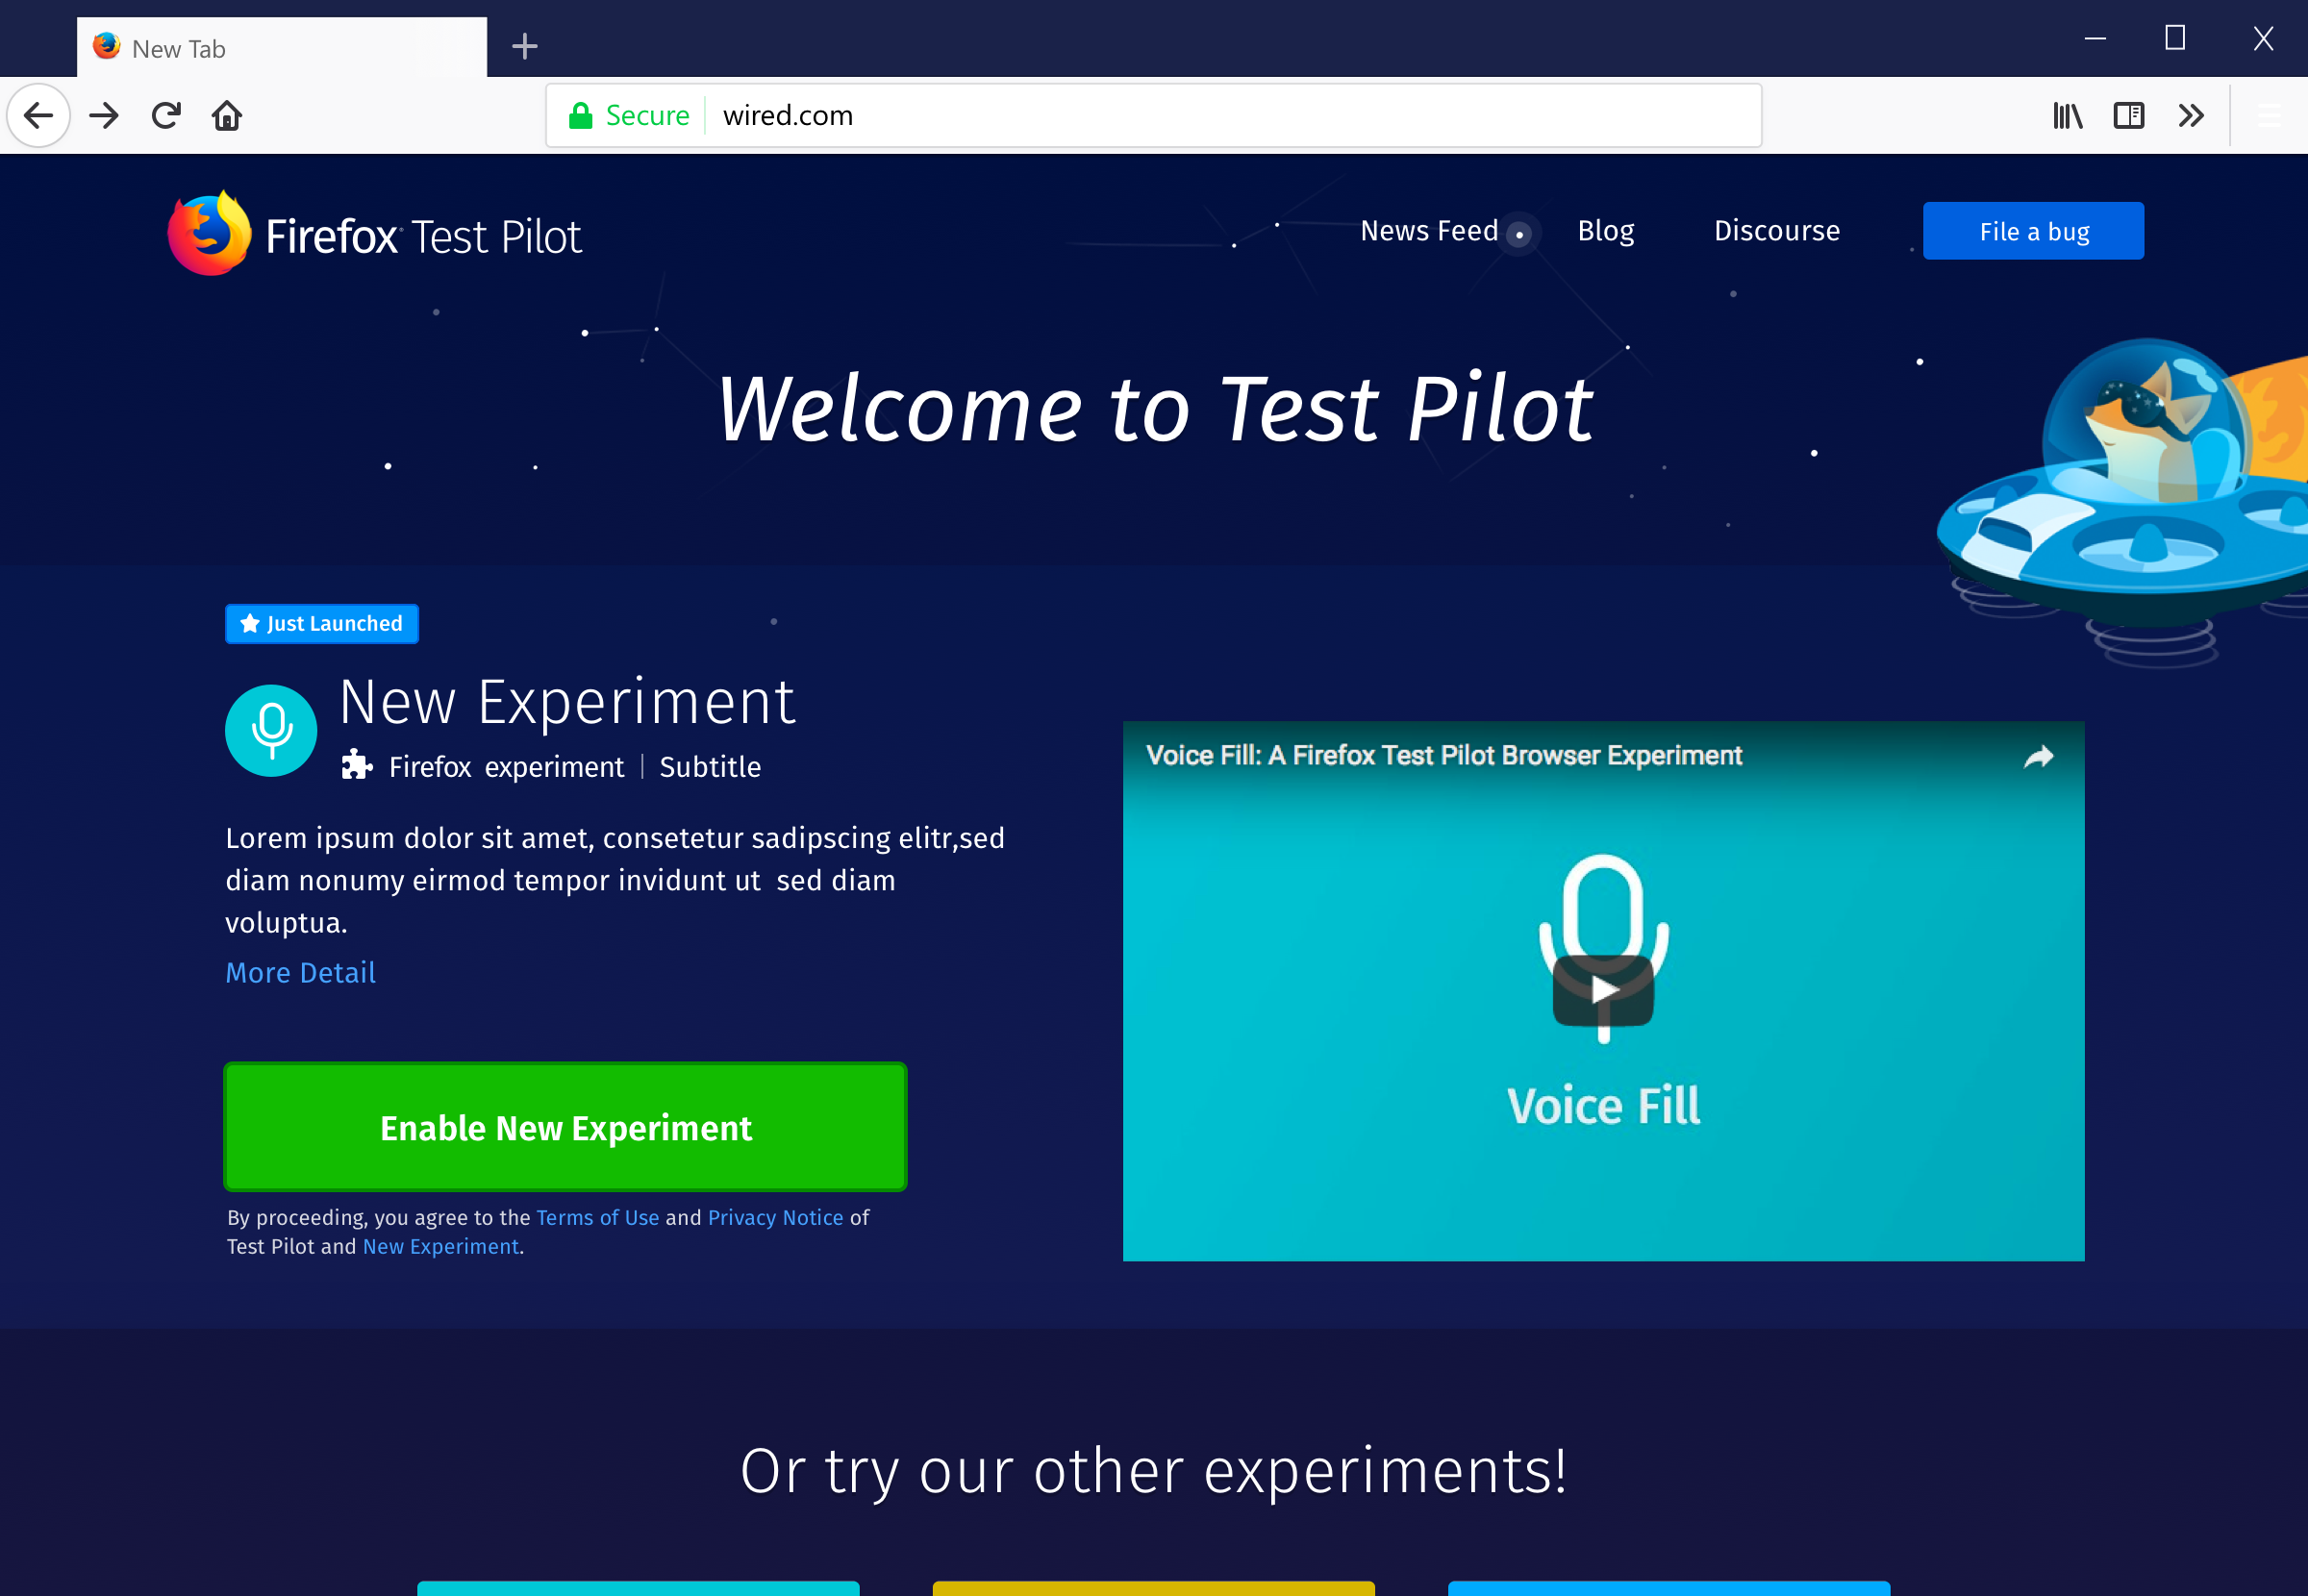 New Tab
Secure
wired.com
Firefox Test Pilot
News Feed
Blog
Discourse
File a bug
Welcome to Test Pilot
Just Launched
New Experiment
Firefox experiment | Subtitle
Lorem ipsum dolor sit amet, consetetur sadipscing elitr,sed
diam nonumy eirmod tempor invidunt ut sed diam
voluptua.
More Detail
Enable New Experiment
By proceeding, you agree to the Terms of Use and Privacy Notice of
Test Pilot and New Experiment.
Voice Fill: A Firefox Test Pilot Browser Experiment
Voice Fill
Or try our other experiments!